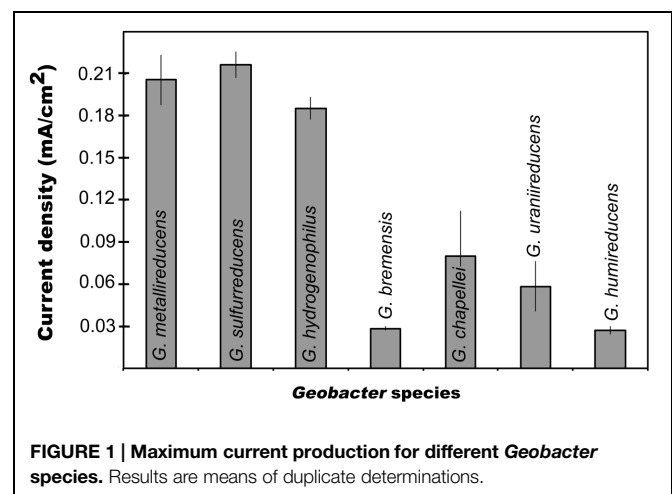 Current density (mA/cm2)
0.21
0.18
0.15
0.12
0.09
0.06
0.03
G. metallireducens
G. sulfurreducens
G. hydrogenophilus
G. bremensis
G. chapellei
G. uraniireducens
G. humireducens
Geobacter species
FIGURE 1 | Maximum current production for different Geobacter
species. Results are means of duplicate determinations.